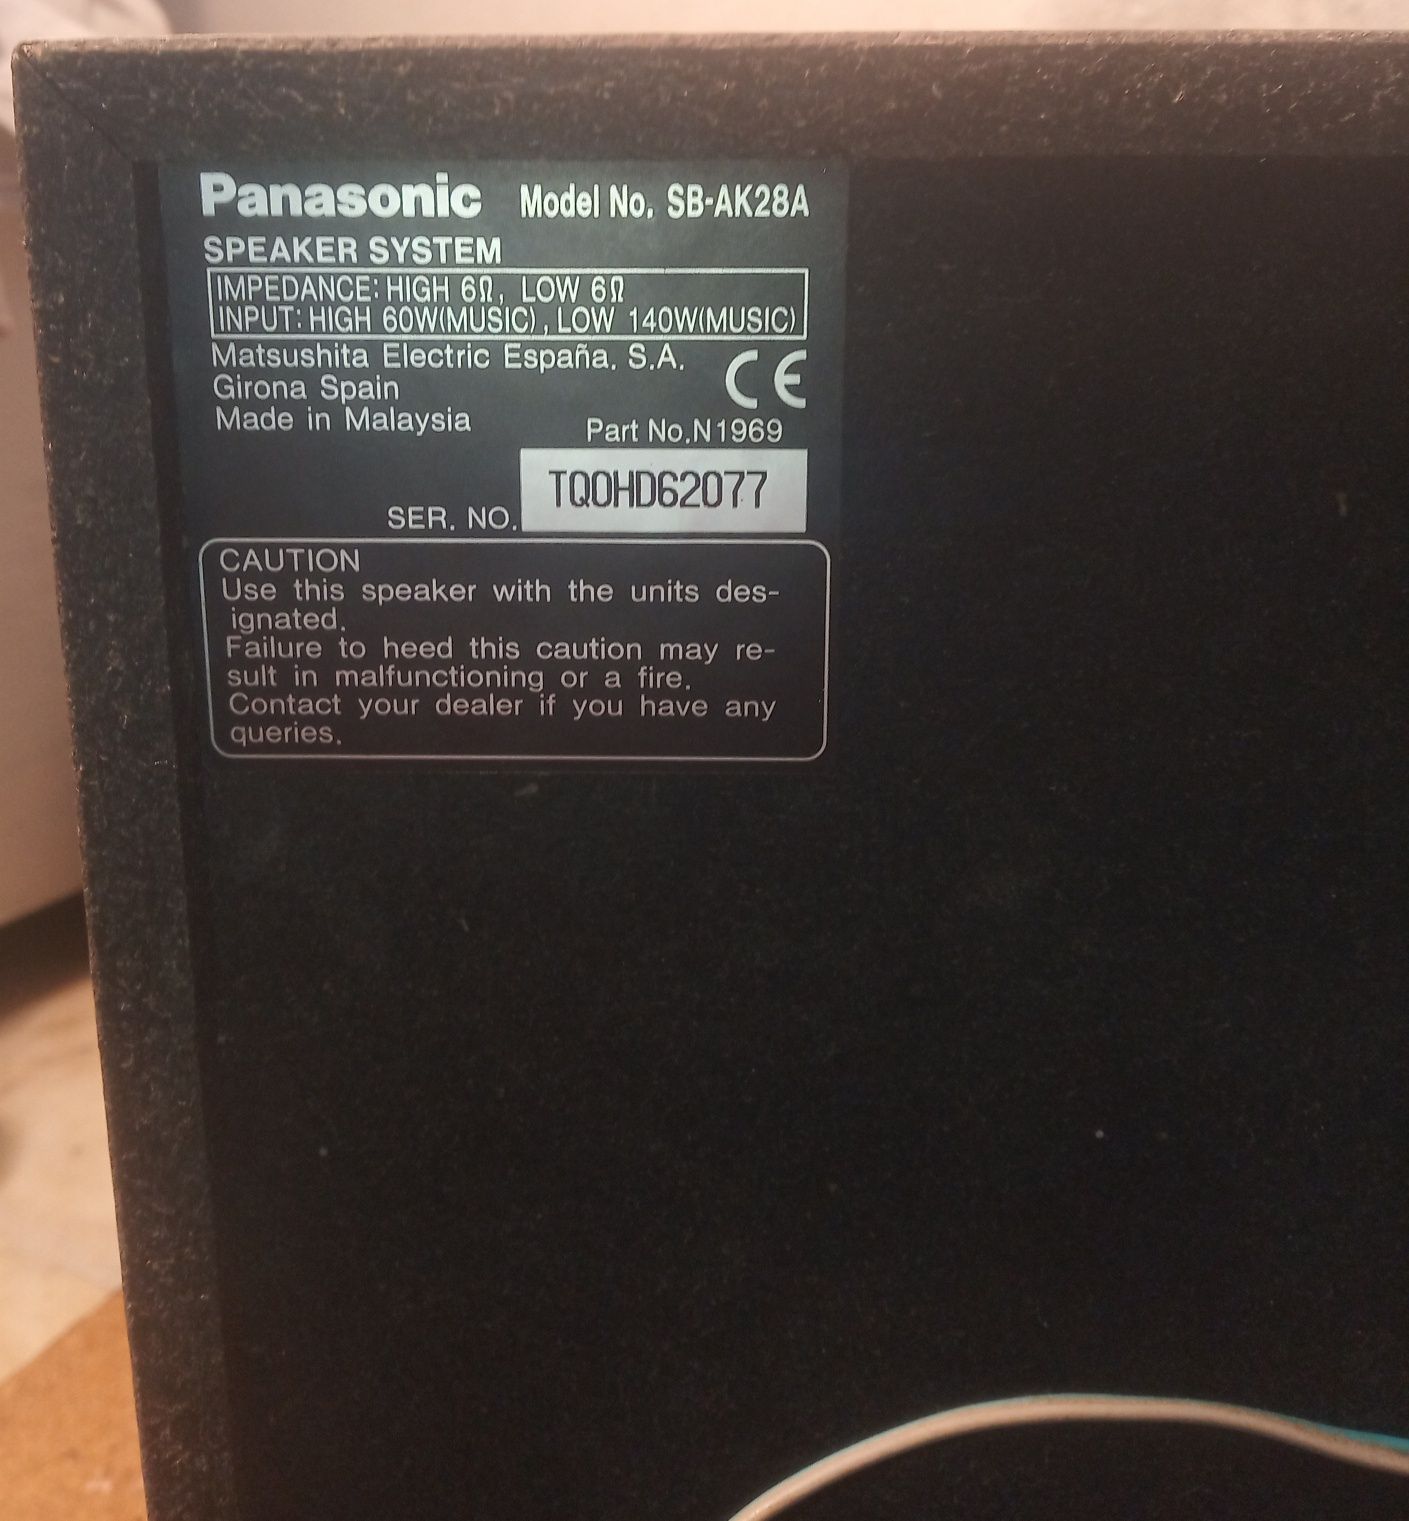 Panasonic Model No. SB-AK28A
SPEAKER SYSTEM
IMPEDANCE: HIGH 6Ω, LOW 6Ω
INPUT: HIGH 60W(MUSIC), LOW 140W(MUSIC)
Matsushita Electric España. S.A.
Girona Spain
CE
Made in Malaysia
Part No.N1969
SER. NO. TQ0HD62077
CAUTION
Use this speaker with the units des-
ignated.
Failure to heed this caution may re-
sult in malfunctioning or a fire.
Contact your dealer if you have any
queries.